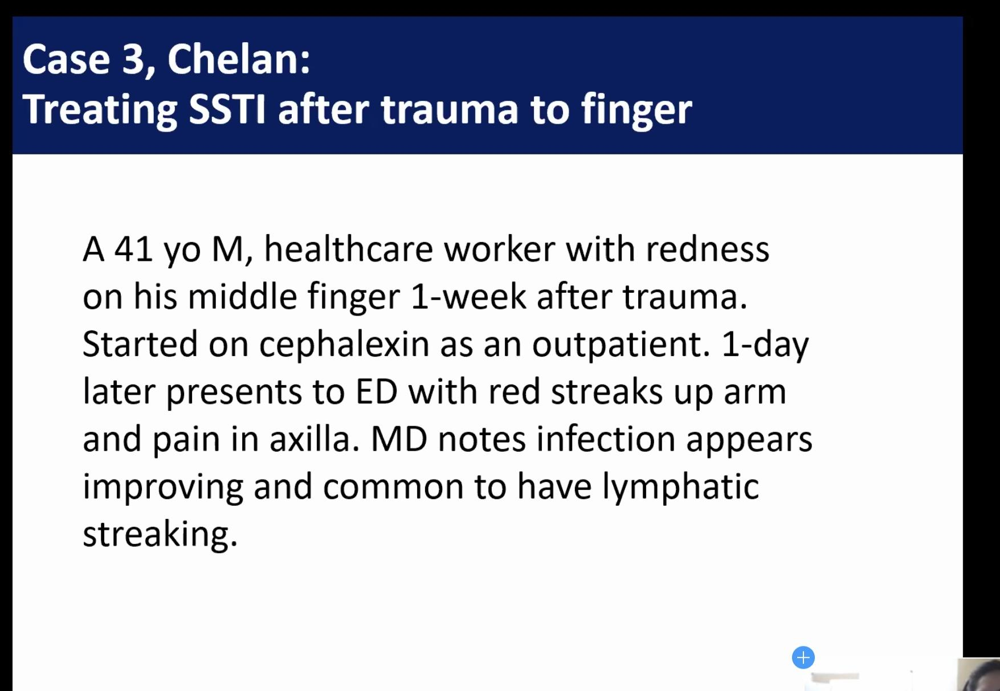 Case 3, Chelan:
Treating SSTI after trauma to finger
A 41 yo M, healthcare worker with redness
on his middle finger 1-week after trauma.
Started on cephalexin as an outpatient. 1-day
later presents to ED with red streaks up arm
and pain in axilla. MD notes infection appears
improving and common to have lymphatic
streaking.